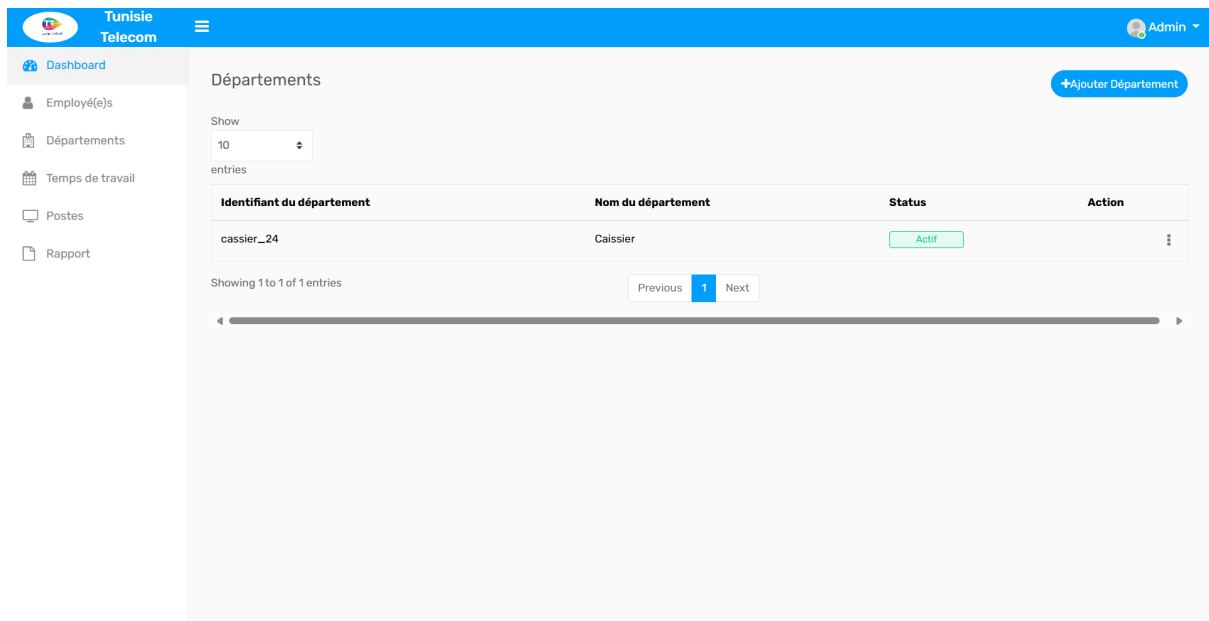 Tunisie
Telecom
Admin
Dashboard
Employé(e)s
Départements
Temps de travail
Postes
Rapport
Départements
+Ajouter Département
Show
10
entries
Identifiant du département Nom du département Status Action
cassier_24 Caissier Actif
Showing 1 to 1 of 1 entries
Previous 1 Next